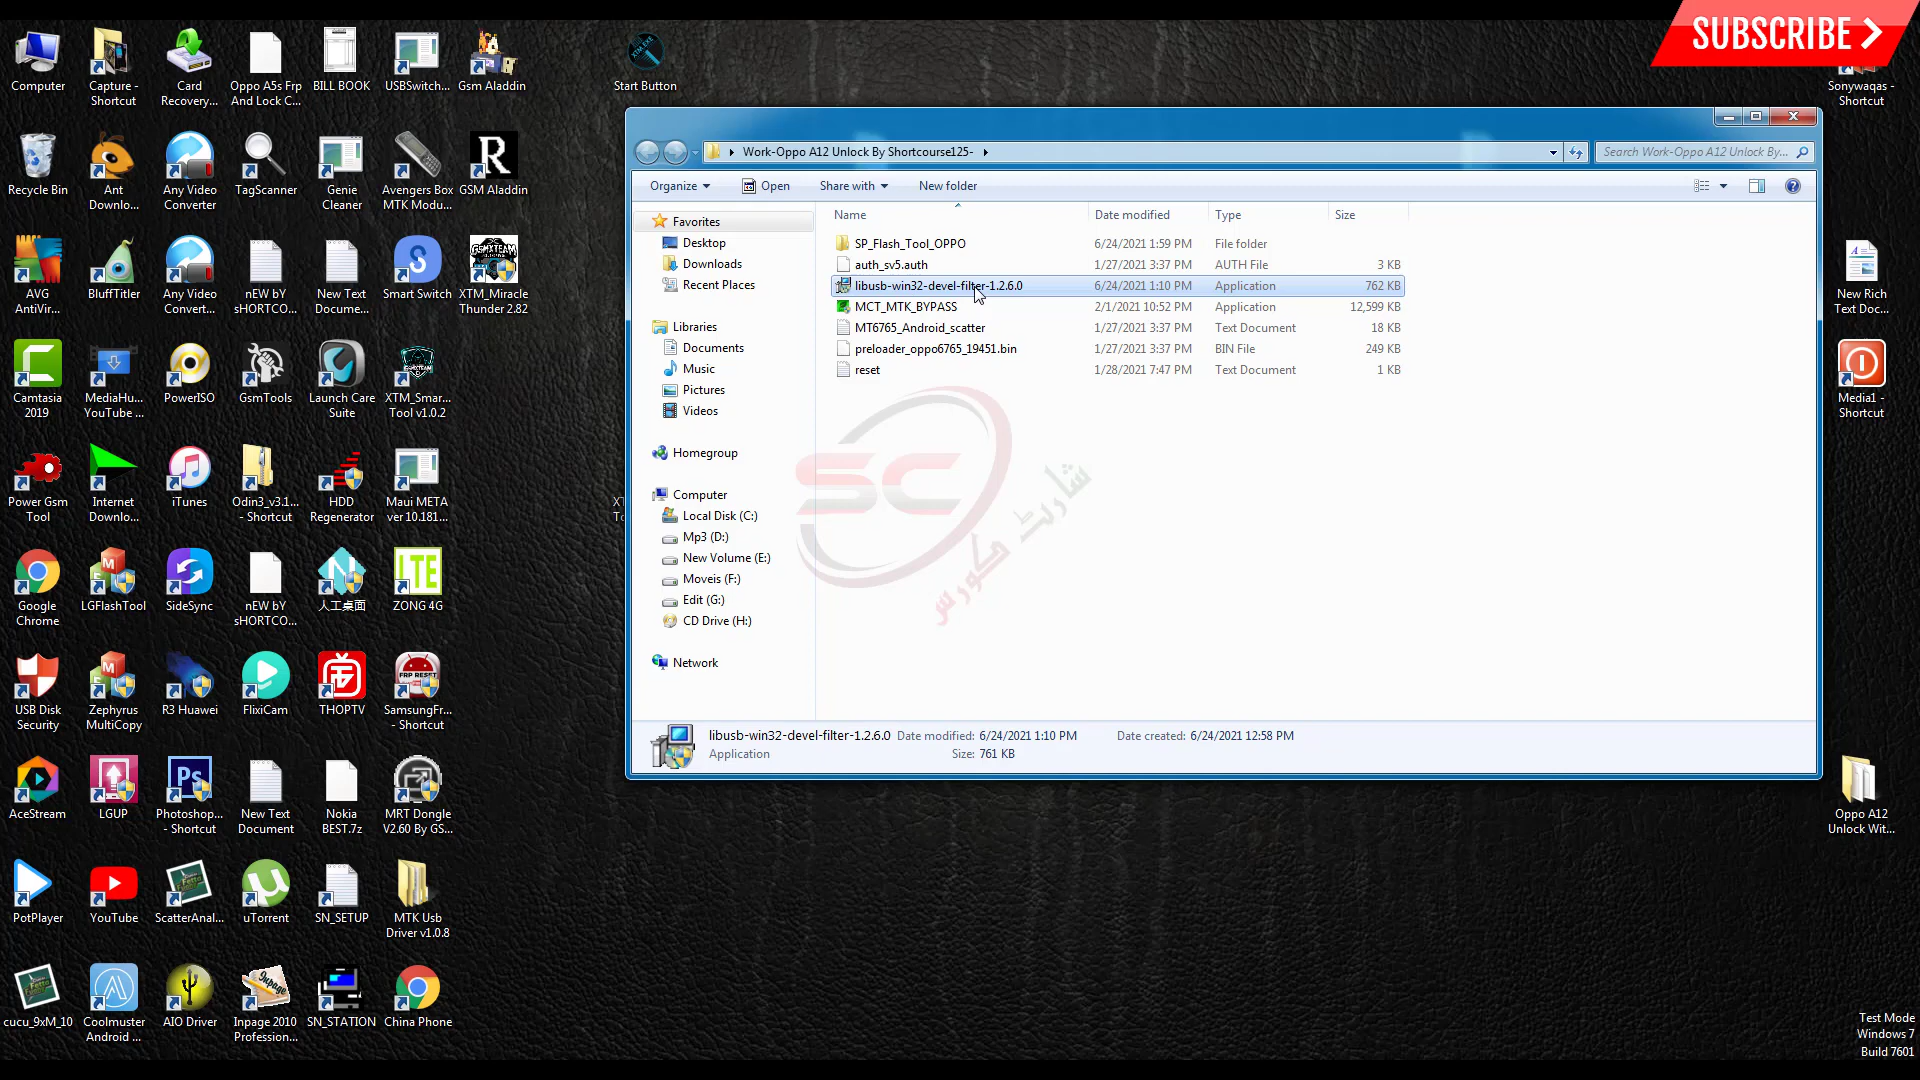 SUBSCRIBE
Computer
Capture -
Shortcut
Card
Recovery...
Oppo A5s Frp
And Lock C...
BILL BOOK
USBSwitch...
Gsm Aladdin
XTM EXE
Start Button
Sonywaqas -
Shortcut
Recycle Bin
Ant
Downlo...
Any Video
Converter
TagScanner
Genie
Cleaner
Avengers Box
MTK Modu...
R
GSM Aladdin
AVG
AntiVir...
BluffTitler
Any Video
Convert...
nEW bY
sHORTCO...
New Text
Docume...
S
Smart Switch
GSMXTEAM
XTM_Miracle
Thunder 2.82
New Rich
Text Doc...
Camtasia
2019
MediaHu...
YouTube ...
PowerISO
GsmTools
Launch Care
Suite
XTM_Smar...
Tool v1.0.2
Media1 -
Shortcut
Power Gsm
Tool
Internet
Downlo...
iTunes
Odin3_v3.1...
- Shortcut
HDD
Regenerator
Maui META
ver 10.181...
XT
To
Google
Chrome
LGFlashTool
SideSync
nEW bY
sHORTCO...
人工桌面
LTE
ZONG 4G
USB Disk
Security
Zephyrus
MultiCopy
R3 Huawei
FlixiCam
THOPTV
FRP RESET
SamsungFr...
- Shortcut
AceStream
LGUP
Ps
Photoshop...
- Shortcut
New Text
Document
Nokia
BEST.7z
MRT Dongle
V2.60 By GS...
Oppo A12
Unlock Wit...
PotPlayer
YouTube
ScatterAnal...
uTorrent
SN_SETUP
MTK Usb
Driver v1.0.8
cucu_9xM_10
Coolmuster
Android ...
AIO Driver
Inpage
Inpage 2010
Profession...
SN_STATION
China Phone
Work-Oppo A12 Unlock By Shortcourse125-
Search Work-Oppo A12 Unlock By...
Organize
Open
Share with
New folder
Name
Date modified
Type
Size
SP_Flash_Tool_OPPO 6/24/2021 1:59 PM File folder
auth_sv5.auth 1/27/2021 3:37 PM AUTH File 3 KB
libusb-win32-devel-filter-1.2.6.0 6/24/2021 1:10 PM Application 762 KB
MCT_MTK_BYPASS 2/1/2021 10:52 PM Application 12,599 KB
MT6765_Android_scatter 1/27/2021 3:37 PM Text Document 18 KB
preloader_oppo6765_19451.bin 1/27/2021 3:37 PM BIN File 249 KB
reset 1/28/2021 7:47 PM Text Document 1 KB
Favorites
Desktop
Downloads
Recent Places
Libraries
Documents
Music
Pictures
Videos
Homegroup
Computer
Local Disk (C:)
Mp3 (D:)
New Volume (E:)
Moveis (F:)
Edit (G:)
CD Drive (H:)
Network
SC
شارٹ کورس
libusb-win32-devel-filter-1.2.6.0 Date modified: 6/24/2021 1:10 PM Date created: 6/24/2021 12:58 PM
Application Size: 761 KB
Test Mode
Windows 7
Build 7601